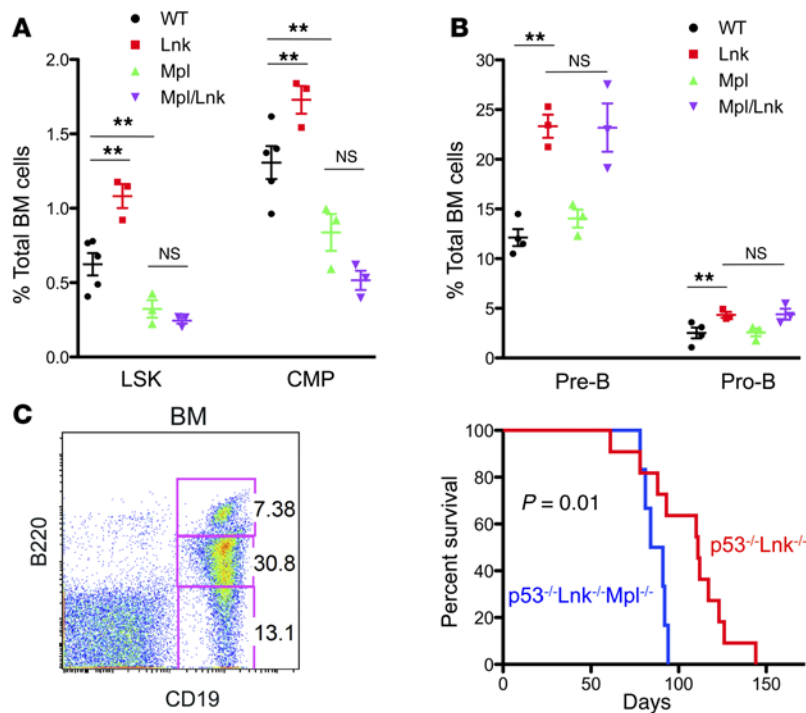 A
WT
Lnk
Mpl
Mpl/Lnk
% Total BM cells
2.0
1.5
1.0
0.5
0.0
**
**
**
**
NS
NS
LSK
CMP
B
WT
Lnk
Mpl
Mpl/Lnk
% Total BM cells
30
25
20
15
10
5
0
**
NS
**
NS
Pre-B
Pro-B
C
BM
B220
CD19
7.38
30.8
13.1
Percent survival
100
80
60
40
20
0
P = 0.01
p53-/-Lnk-/-
p53-/-Lnk-/-Mpl-/-
0
50
100
150
Days